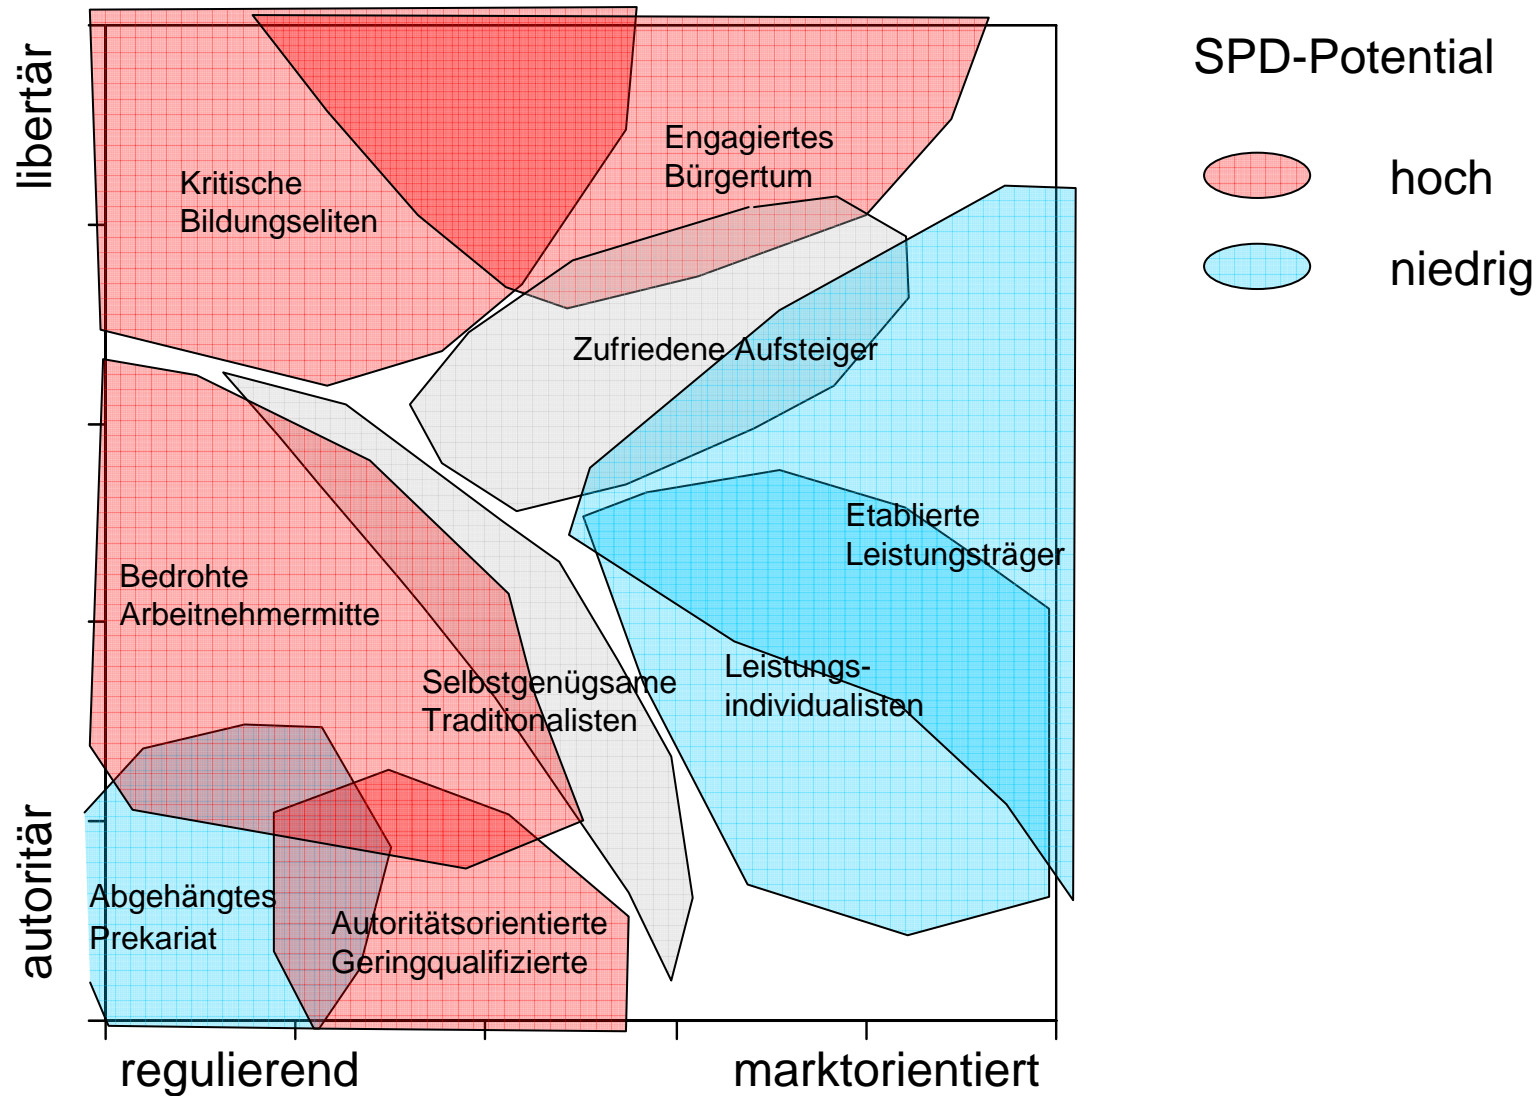 libertär
autoritär
Kritische
Bildungseliten
Engagiertes
Bürgertum
Zufriedene Aufsteiger
Etablierte
Leistungsträger
Bedrohte
Arbeitnehmermitte
Selbstgenügsame
Traditionalisten
Leistungs-
individualisten
Abgehängtes
Prekariat
Autoritätsorientierte
Geringqualifizierte
regulierend
marktorientiert
SPD-Potential
hoch
niedrig